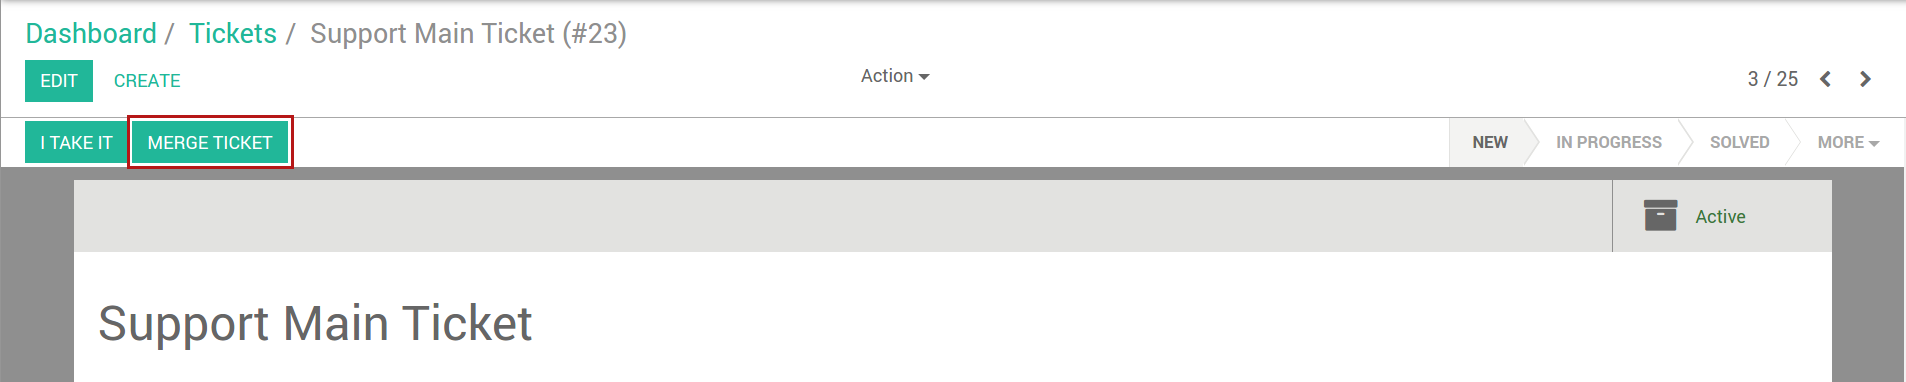 Dashboard / Tickets / Support Main Ticket (#23)
EDIT CREATE Action 3 / 25
I TAKE IT MERGE TICKET NEW IN PROGRESS SOLVED MORE
Active
Support Main Ticket